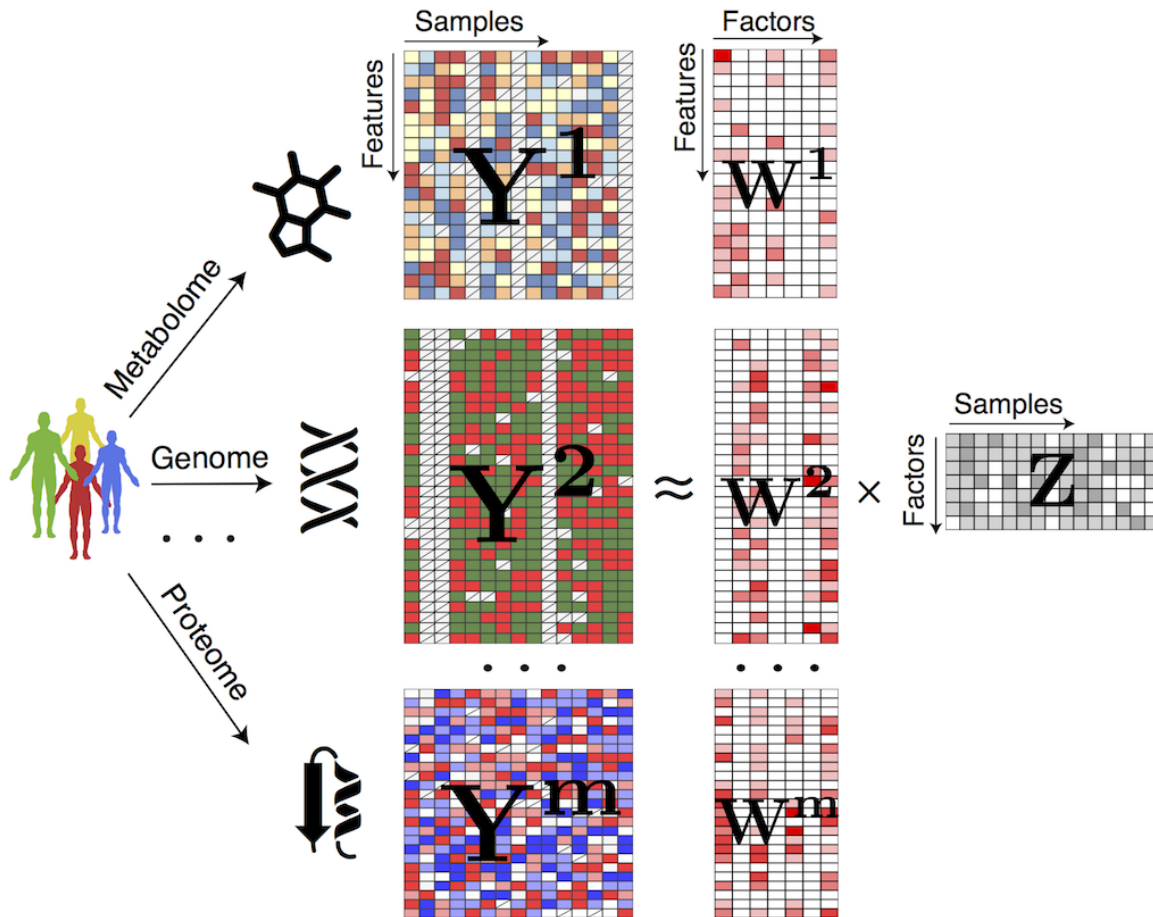 Samples
Factors
Features
Features
Y¹
W¹
Metabolome
Genome
. . .
Proteome
Y²
≈
W²
×
Samples
Factors
Z
. . .
. . .
Yᵐ
Wᵐ